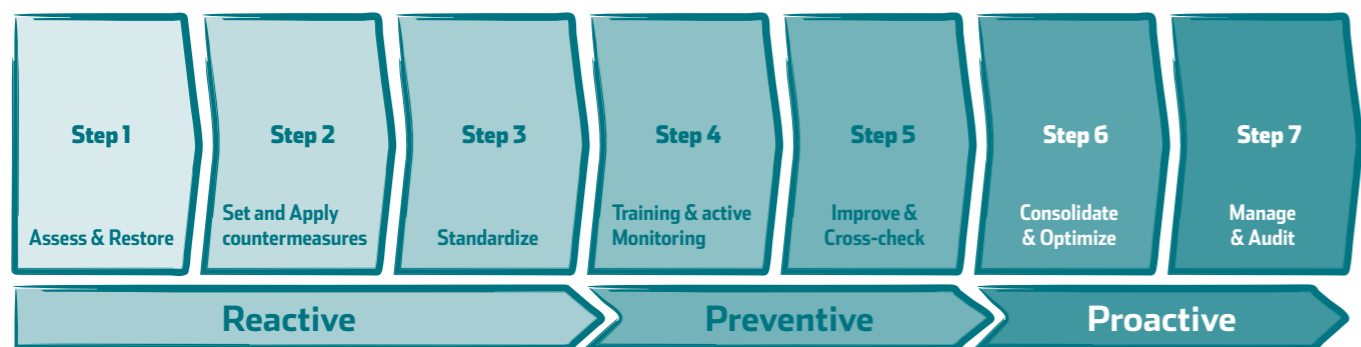 Step 1
Assess & Restore
Step 2
Set and Apply
countermeasures
Step 3
Standardize
Step 4
Training & active
Monitoring
Step 5
Improve &
Cross-check
Step 6
Consolidate
& Optimize
Step 7
Manage
& Audit
Reactive
Preventive
Proactive